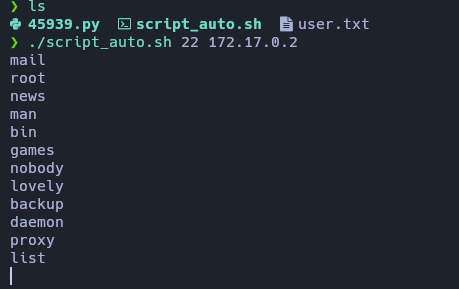 ❯ ls
45939.py script_auto.sh user.txt
❯ ./script_auto.sh 22 172.17.0.2
mail
root
news
man
bin
games
nobody
lovely
backup
daemon
proxy
list